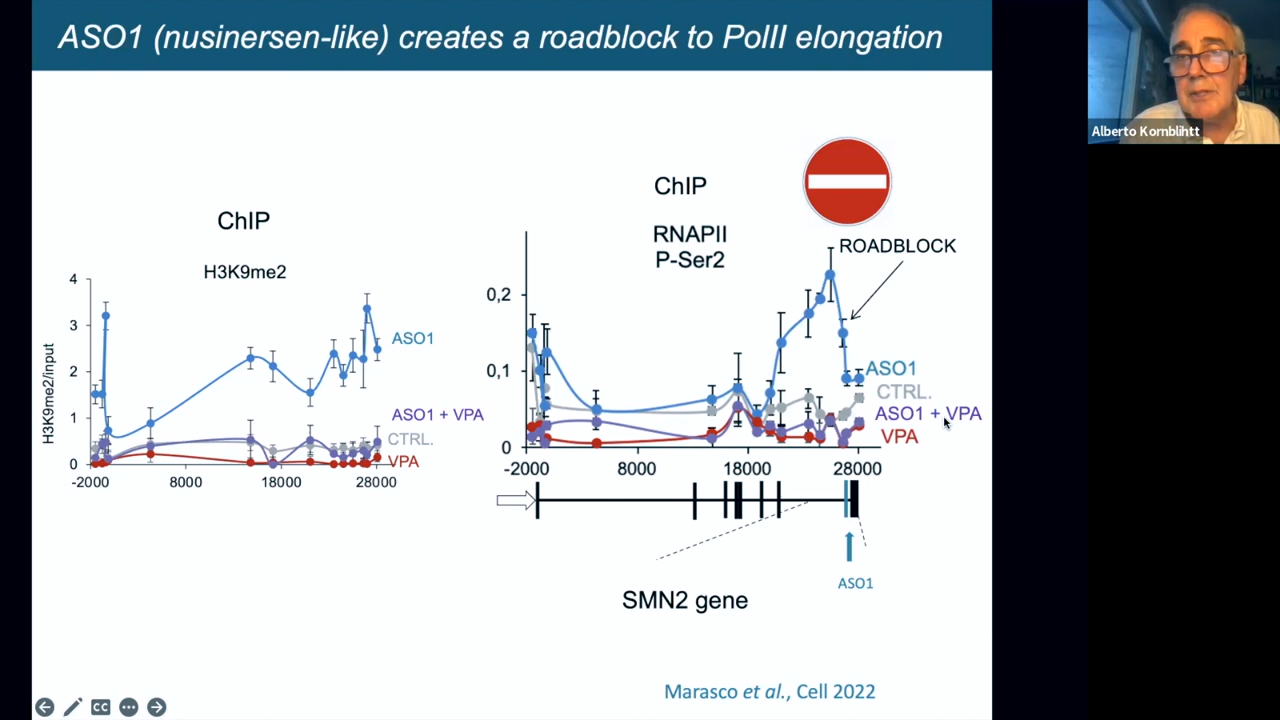 ASO1 (nusinersen-like) creates a roadblock to PolII elongation
Alberto Kornblihtt
ChIP
H3K9me2
H3K9me2/input
4
3
2
1
0
-2000
8000
18000
28000
ASO1
ASO1 + VPA
CTRL.
VPA
ChIP
RNAPII
P-Ser2
ROADBLOCK
0,2
0,1
0
-2000
8000
18000
28000
ASO1
CTRL.
ASO1 + VPA
VPA
ASO1
SMN2 gene
Marasco et al., Cell 2022
CC